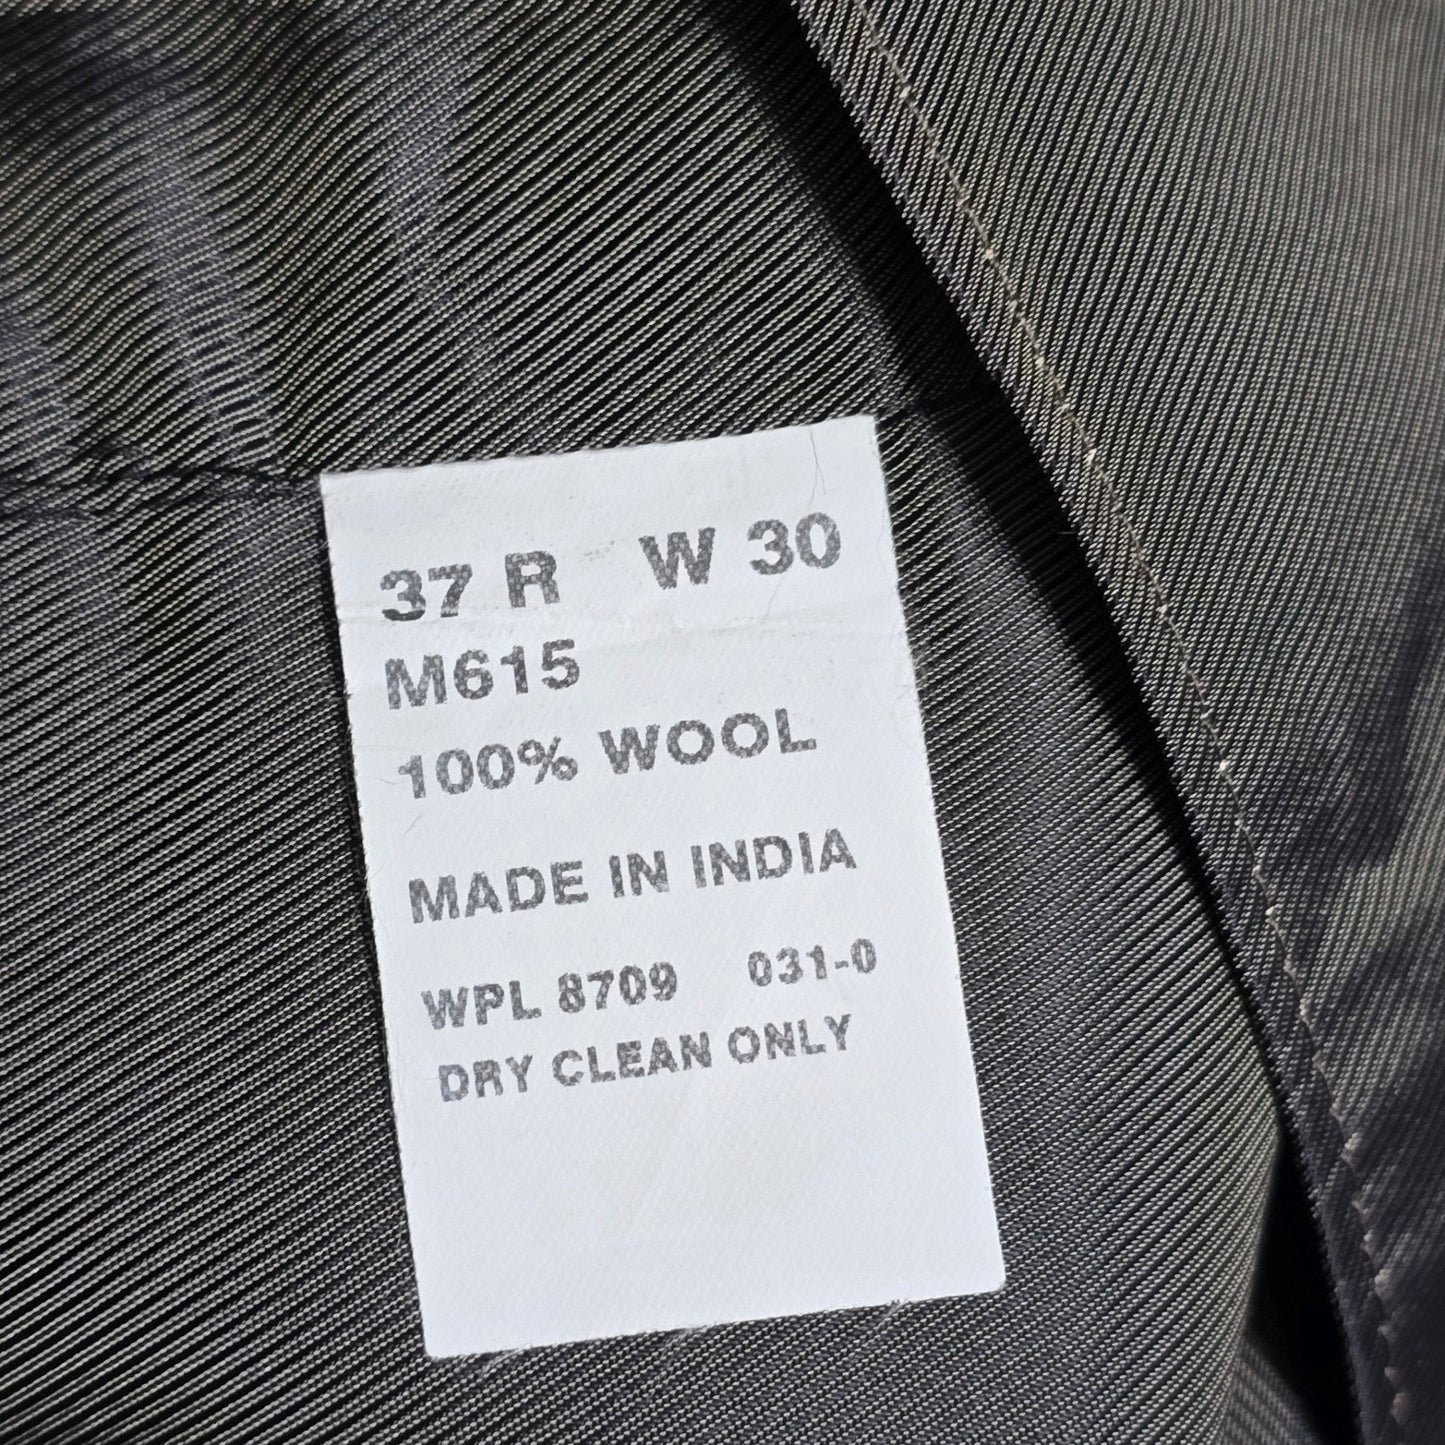 37 R W 30
M615
100% WOOL
MADE IN INDIA
WPL 8709 031-0
DRY CLEAN ONLY